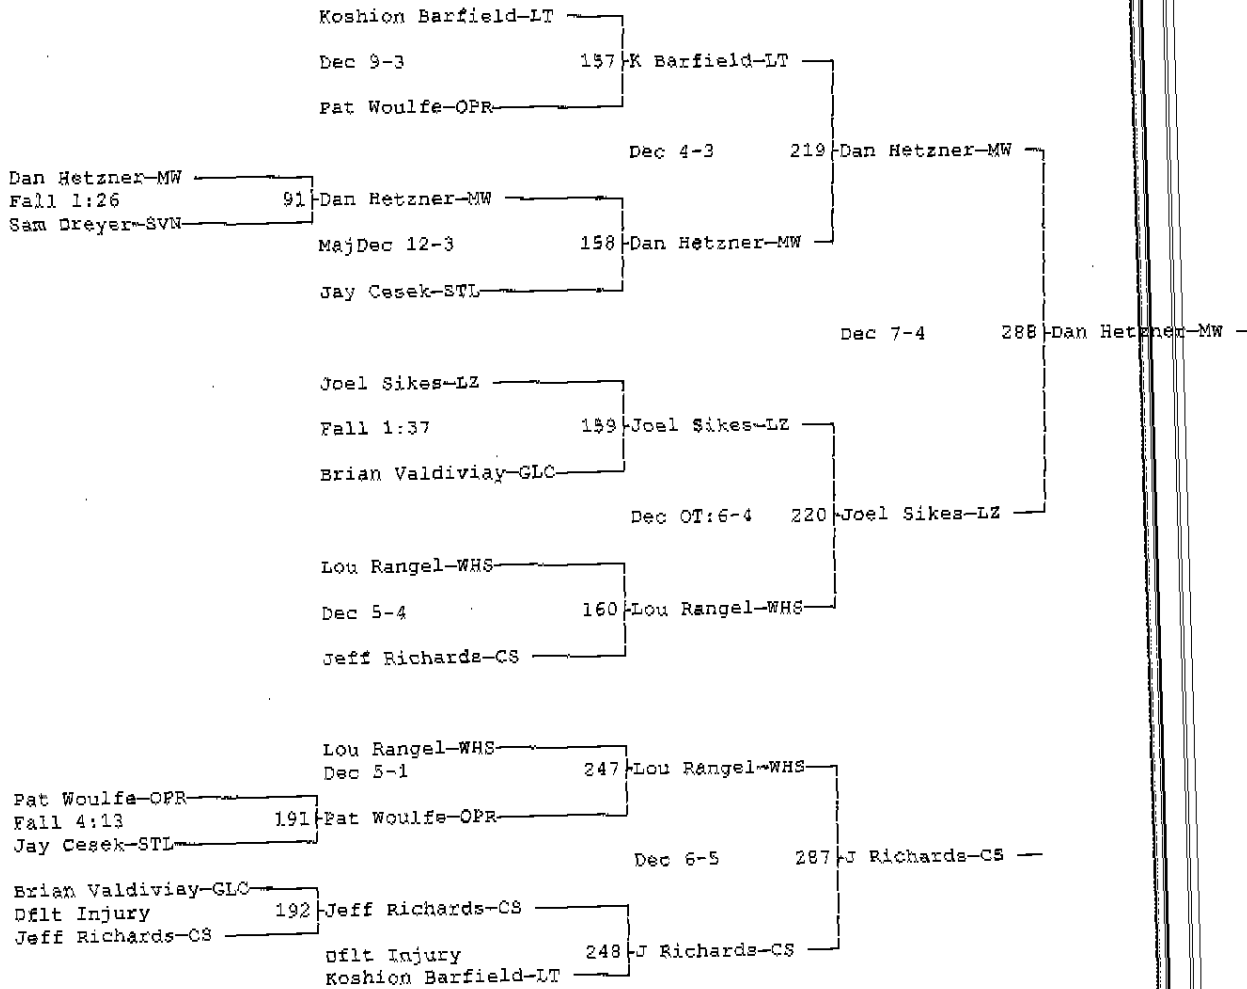 Koshion Barfield-LT
Dec 9-3 157 K Barfield-LT
Pat Woulfe-OPR
Dec 4-3 219 Dan Hetzner-MW
Dan Hetzner-MW
Fall 1:26 91 Dan Hetzner-MW
Sam Dreyer-SVN
MajDec 12-3 158 Dan Hetzner-MW
Jay Cesek-STL
Dec 7-4 288 Dan Hetzner-MW
Joel Sikes-LZ
Fall 1:37 159 Joel Sikes-LZ
Brian Valdiviay-GLC
Dec OT:6-4 220 Joel Sikes-LZ
Lou Rangel-WHS
Dec 5-4 160 Lou Rangel-WHS
Jeff Richards-CS
Lou Rangel-WHS
Dec 5-1 247 Lou Rangel-WHS
Pat Woulfe-OPR
Fall 4:13 191 Pat Woulfe-OPR
Jay Cesek-STL
Dec 6-5 287 J Richards-CS
Brian Valdiviay-GLC
Dflt Injury 192 Jeff Richards-CS
Jeff Richards-CS
Dflt Injury 248 J Richards-CS
Koshion Barfield-LT